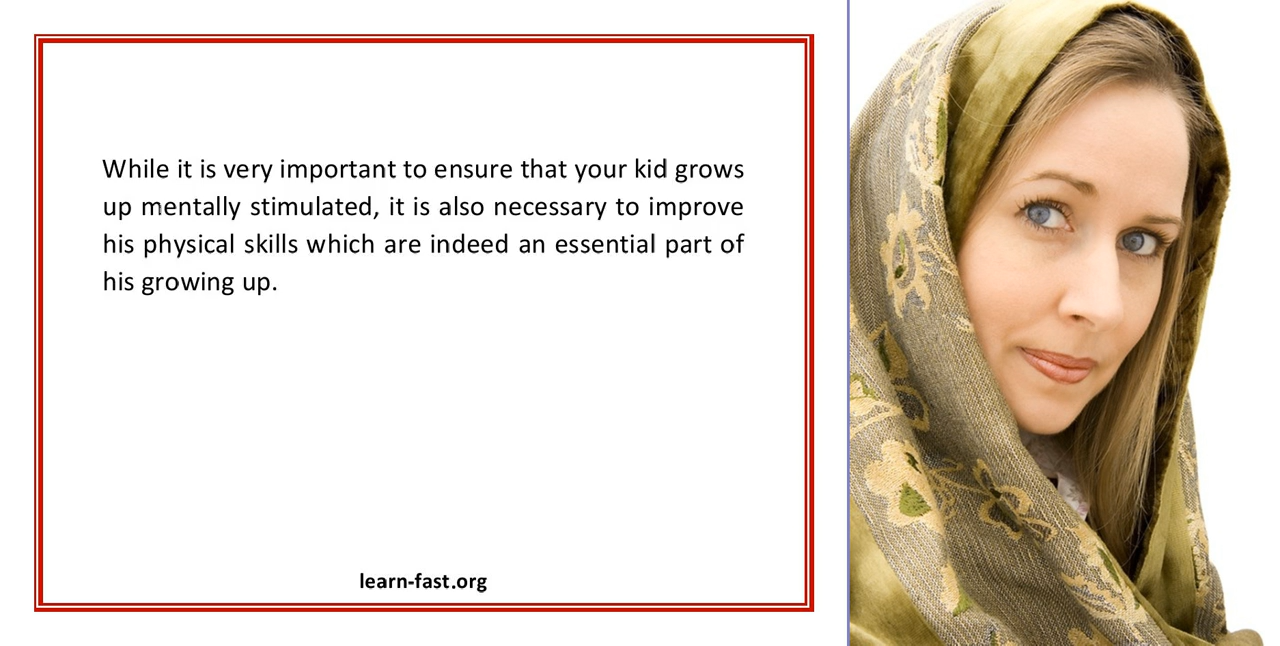 While it is very important to ensure that your kid grows
up mentally stimulated, it is also necessary to improve
his physical skills which are indeed an essential part of
his growing up.
learn-fast.org